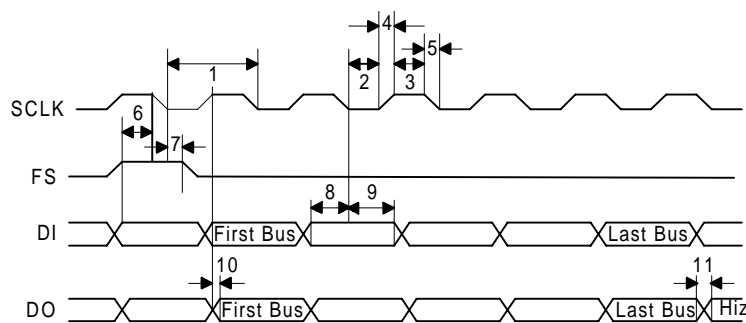 4
5
1
2
3
SCLK
6
7
FS
8
9
DI
First Bus
Last Bus
10
11
DO
First Bus
Last Bus
Hiz